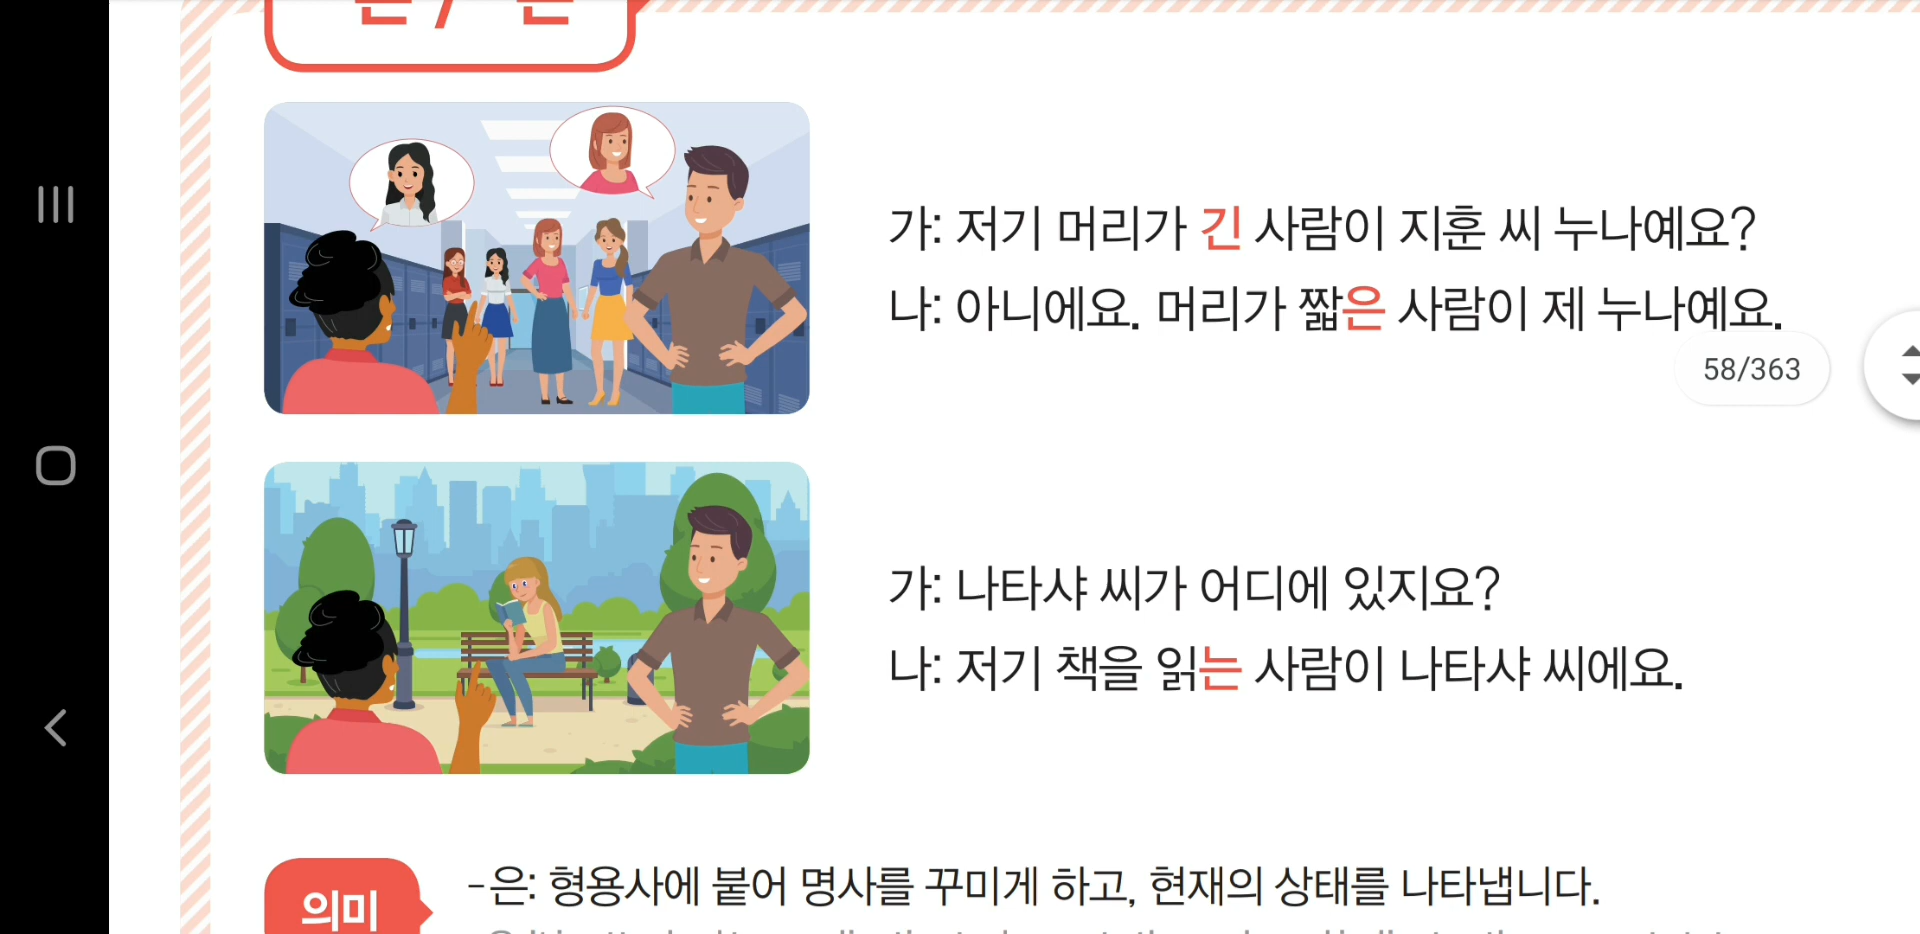 가: 저기 머리가 긴 사람이 지훈 씨 누나예요?
나: 아니에요. 머리가 짧은 사람이 제 누나예요.
58/363
가: 나타샤 씨가 어디에 있지요?
나: 저기 책을 읽는 사람이 나타샤 씨에요.
의미
-은: 형용사에 붙어 명사를 꾸미게 하고, 현재의 상태를 나타냅니다.